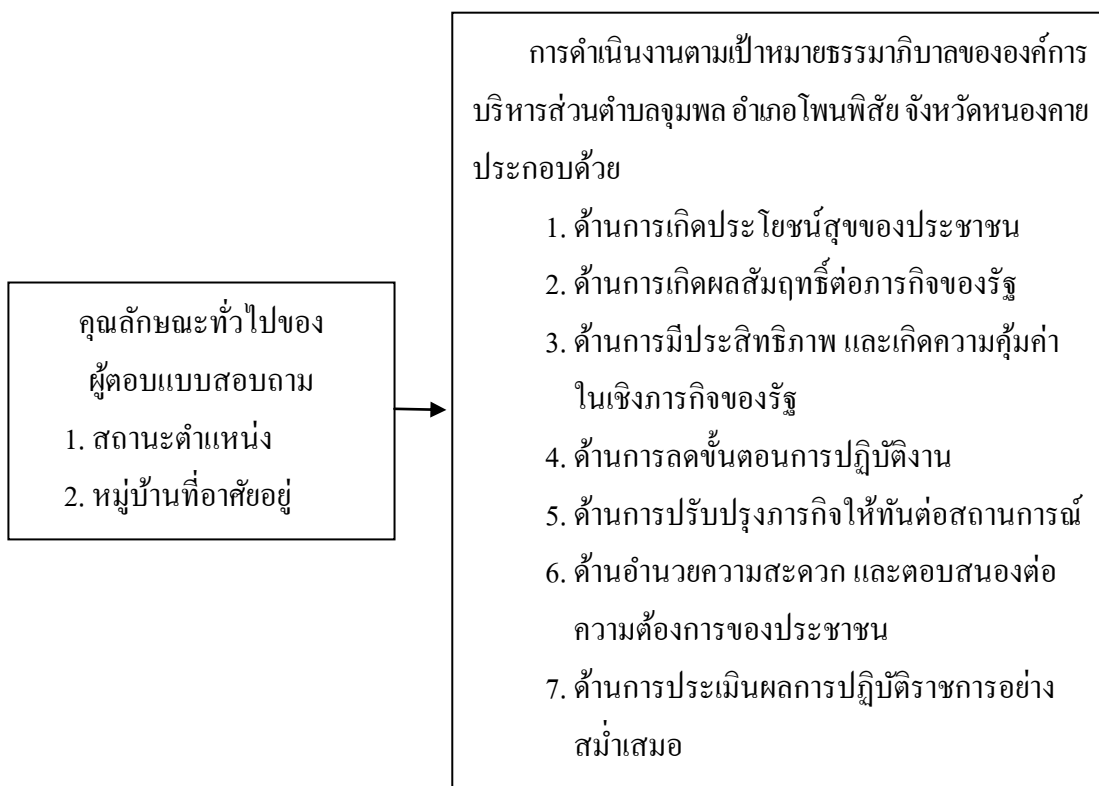 คุณลักษณะทั่วไปของ
ผู้ตอบแบบสอบถาม
1. สถานะตำแหน่ง
2. หมู่บ้านที่อาศัยอยู่
การดำเนินงานตามเป้าหมายธรรมาภิบาลขององค์การ
บริหารส่วนตำบลจุมพล อำเภอโพนพิสัย จังหวัดหนองคาย
ประกอบด้วย
1. ด้านการเกิดประโยชน์สุขของประชาชน
2. ด้านการเกิดผลสัมฤทธิ์ต่อภารกิจของรัฐ
3. ด้านการมีประสิทธิภาพ และเกิดความคุ้มค่า
ในเชิงภารกิจของรัฐ
4. ด้านการลดขั้นตอนการปฏิบัติงาน
5. ด้านการปรับปรุงภารกิจให้ทันต่อสถานการณ์
6. ด้านอำนวยความสะดวก และตอบสนองต่อ
ความต้องการของประชาชน
7. ด้านการประเมินผลการปฏิบัติราชการอย่าง
สม่ำเสมอ